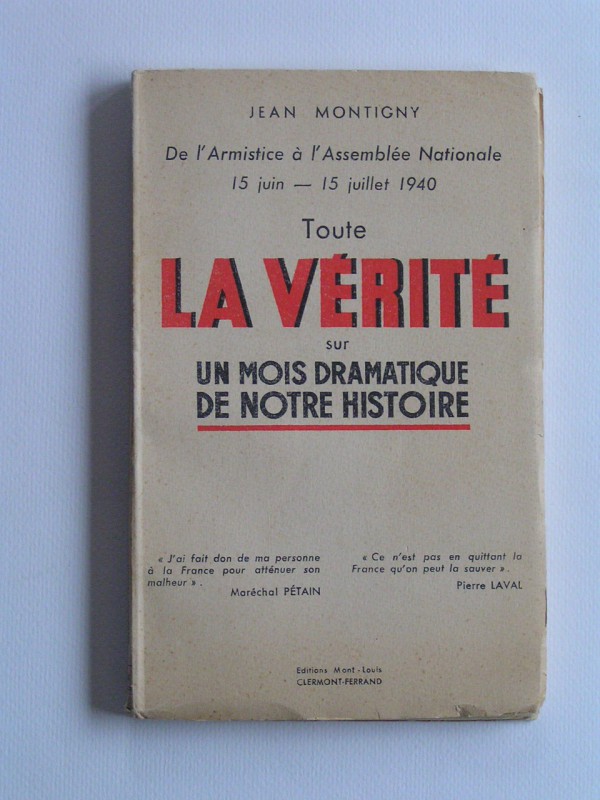 JEAN MONTIGNY
De l'Armistice à l'Assemblée Nationale
15 juin — 15 juillet 1940
Toute
LA VÉRITÉ
sur
UN MOIS DRAMATIQUE
DE NOTRE HISTOIRE
« J'ai fait don de ma personne
à la France pour atténuer son
malheur ».
Maréchal PÉTAIN
« Ce n'est pas en quittant la
France qu'on peut la sauver ».
Pierre LAVAL
Editions Mont-Louis
CLERMONT-FERRAND